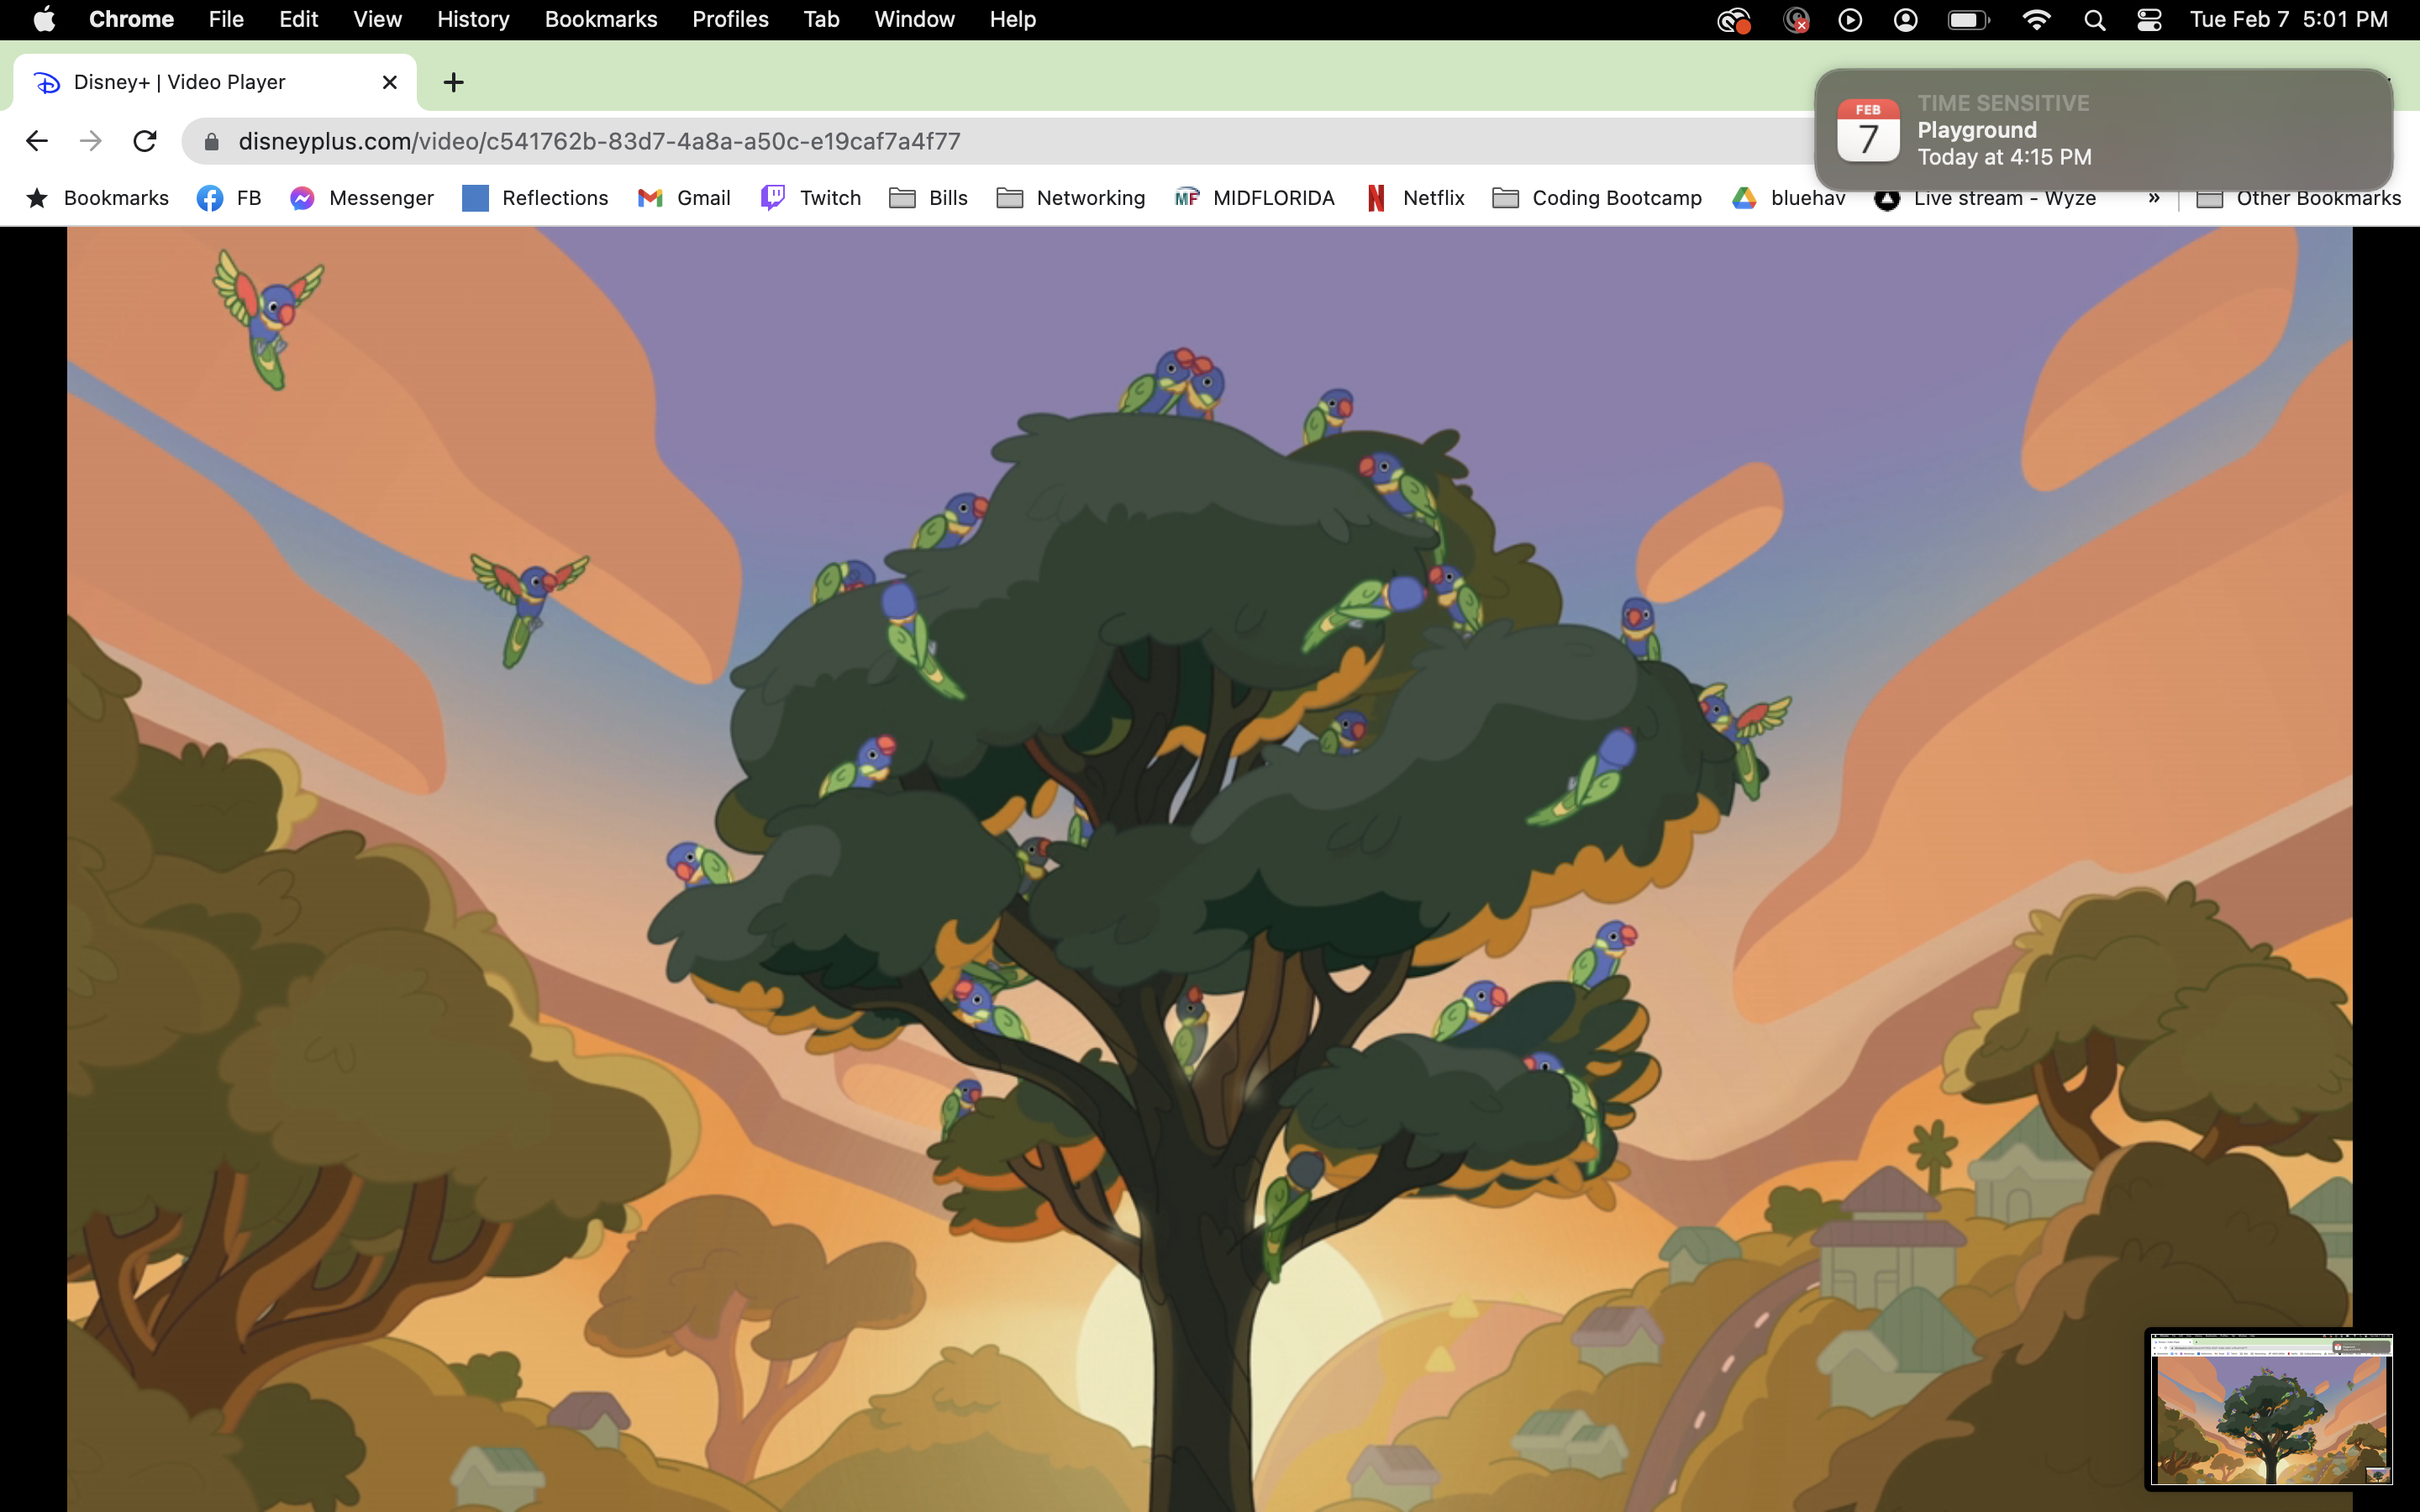 Chrome File Edit View History Bookmarks Profiles Tab Window Help Tue Feb 7 5:01 PM
Disney+ | Video Player
disneyplus.com/video/c541762b-83d7-4a8a-a50c-e19caf7a4f77
FEB
7
TIME SENSITIVE
Playground
Today at 4:15 PM
Bookmarks FB Messenger Reflections Gmail Twitch Bills Networking MF MIDFLORIDA Netflix Coding Bootcamp bluehav Live stream - Wyze » Other Bookmarks